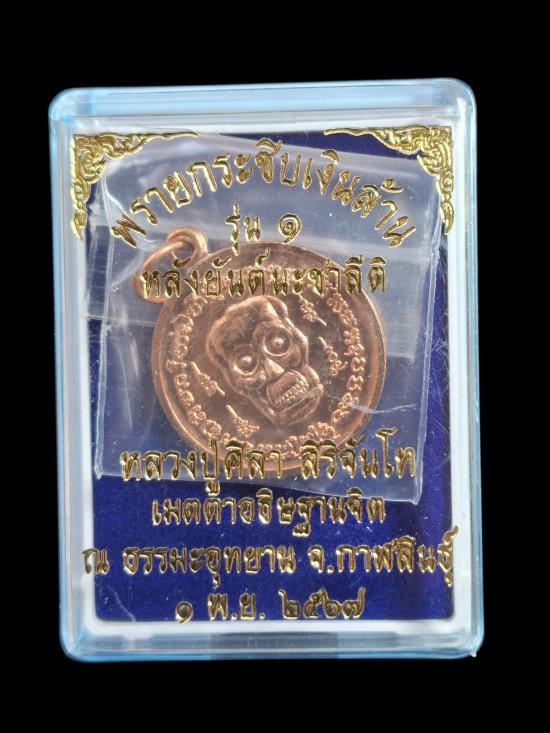 พรายกระซิบเงินล้าน
รุ่น ๑
หลังยันต์นะชาลีติ
หลวงปู่ศิลา สิริจันโท
เมตตาอธิษฐานจิต
ณ ธรรมะอุทยาน จ.กาฬสินธุ์
๑ พ.ย. ๒๕๖๗